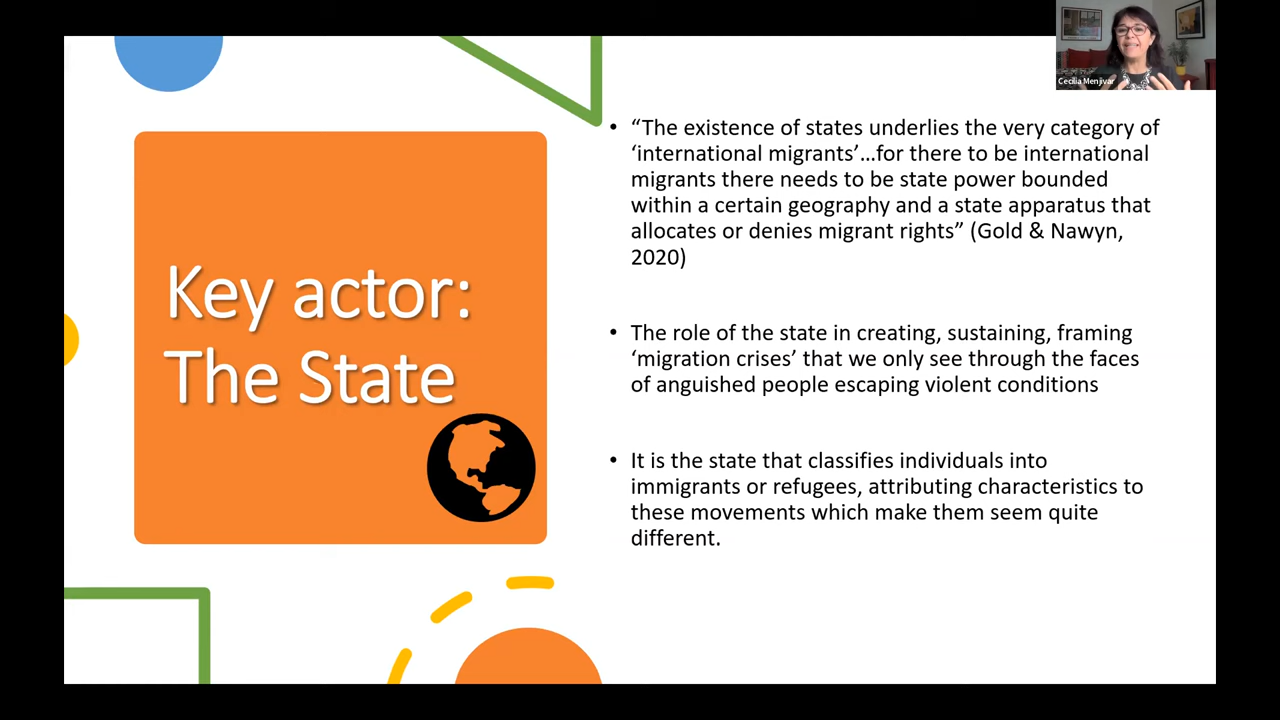 Cecilia Menjívar
Key actor:
The State
• “The existence of states underlies the very category of
‘international migrants’…for there to be international
migrants there needs to be state power bounded
within a certain geography and a state apparatus that
allocates or denies migrant rights” (Gold & Nawyn,
2020)
• The role of the state in creating, sustaining, framing
‘migration crises’ that we only see through the faces
of anguished people escaping violent conditions
• It is the state that classifies individuals into
immigrants or refugees, attributing characteristics to
these movements which make them seem quite
different.